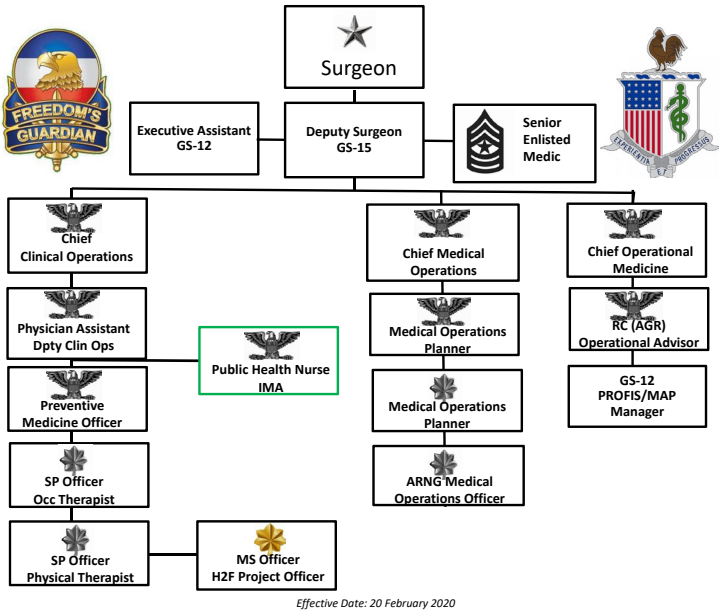 Surgeon
FREEDOM'S
GUARDIAN
Executive Assistant
GS-12
Deputy Surgeon
GS-15
Senior
Enlisted
Medic
EXPERIENTIA ET PROGRESSUS
Chief
Clinical Operations
Chief Medical
Operations
Chief Operational
Medicine
Physician Assistant
Dpty Clin Ops
Public Health Nurse
IMA
Medical Operations
Planner
RC (AGR)
Operational Advisor
Preventive
Medicine Officer
Medical Operations
Planner
GS-12
PROFIS/MAP
Manager
SP Officer
Occ Therapist
ARNG Medical
Operations Officer
SP Officer
Physical Therapist
MS Officer
H2F Project Officer
Effective Date: 20 February 2020